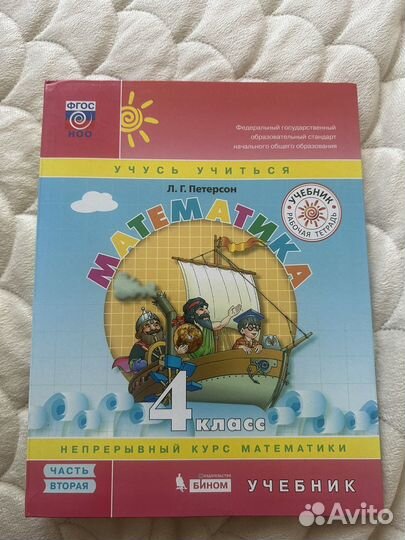 ФГОС
НОО
Федеральный государственный
образовательный стандарт
начального общего образования
УЧУСЬ УЧИТЬСЯ
Л. Г. Петерсон
УЧЕБНИК
РАБОЧАЯ ТЕТРАДЬ
МАТЕМАТИКА
4 класс
НЕПРЕРЫВНЫЙ КУРС МАТЕМАТИКИ
ЧАСТЬ
ВТОРАЯ
ИЗДАТЕЛЬСТВО
БИНОМ
УЧЕБНИК
Avito